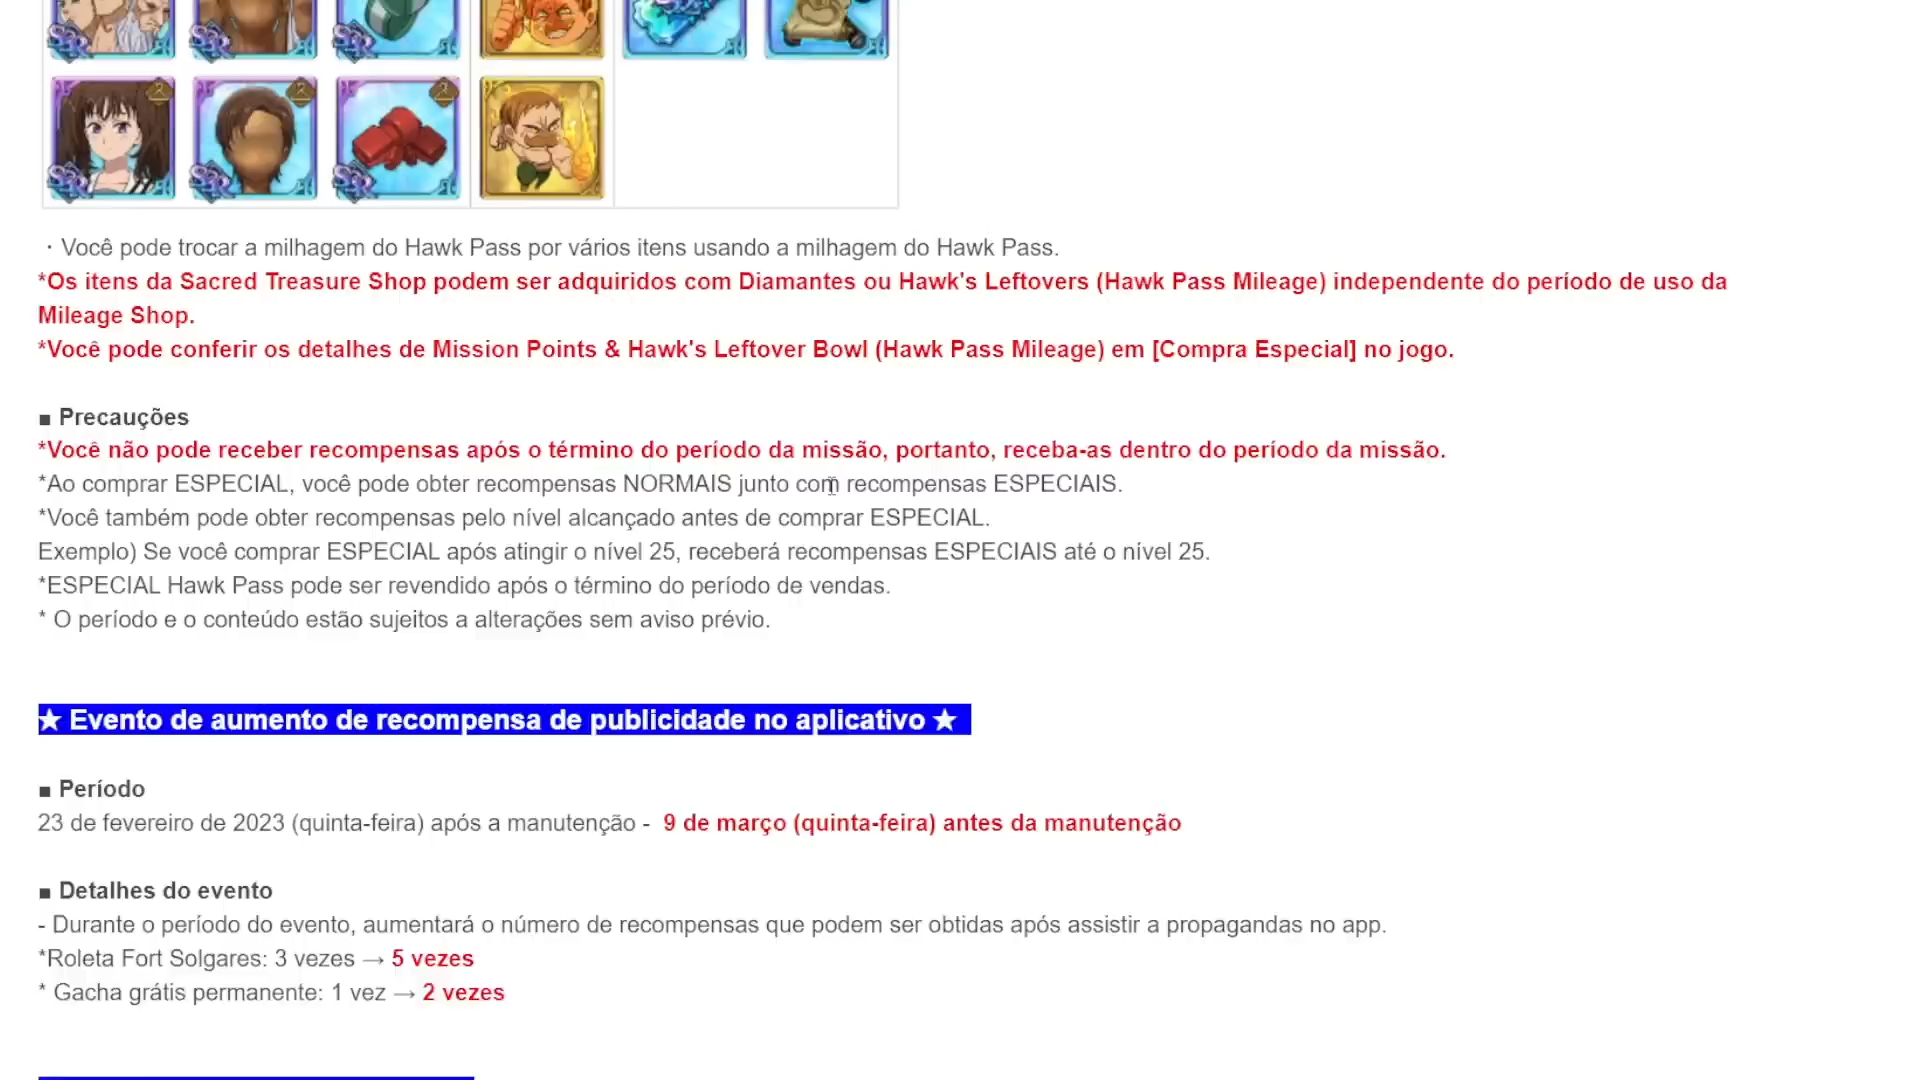 · Você pode trocar a milhagem do Hawk Pass por vários itens usando a milhagem do Hawk Pass.
*Os itens da Sacred Treasure Shop podem ser adquiridos com Diamantes ou Hawk's Leftovers (Hawk Pass Mileage) independente do período de uso da
Mileage Shop.
*Você pode conferir os detalhes de Mission Points & Hawk's Leftover Bowl (Hawk Pass Mileage) em [Compra Especial] no jogo.
■ Precauções
*Você não pode receber recompensas após o término do período da missão, portanto, receba-as dentro do período da missão.
*Ao comprar ESPECIAL, você pode obter recompensas NORMAIS junto com recompensas ESPECIAIS.
*Você também pode obter recompensas pelo nível alcançado antes de comprar ESPECIAL.
Exemplo) Se você comprar ESPECIAL após atingir o nível 25, receberá recompensas ESPECIAIS até o nível 25.
*ESPECIAL Hawk Pass pode ser revendido após o término do período de vendas.
* O período e o conteúdo estão sujeitos a alterações sem aviso prévio.
★ Evento de aumento de recompensa de publicidade no aplicativo ★
■ Período
23 de fevereiro de 2023 (quinta-feira) após a manutenção - 9 de março (quinta-feira) antes da manutenção
■ Detalhes do evento
- Durante o período do evento, aumentará o número de recompensas que podem ser obtidas após assistir a propagandas no app.
*Roleta Fort Solgares: 3 vezes → 5 vezes
* Gacha grátis permanente: 1 vez → 2 vezes